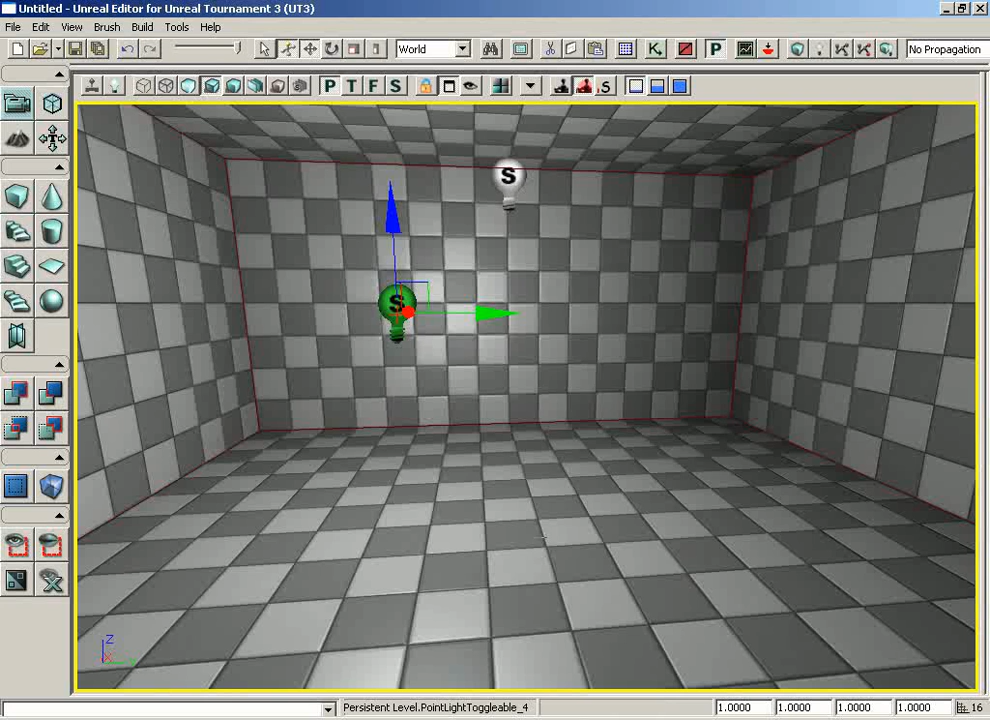 Untitled - Unreal Editor for Unreal Tournament 3 (UT3)
File Edit View Brush Build Tools Help
World
K
P
No Propagation
P T F S
S
S
S
Z
X
Persistent Level.PointLightToggleable_4
1.0000 1.0000 1.0000 1.0000 16